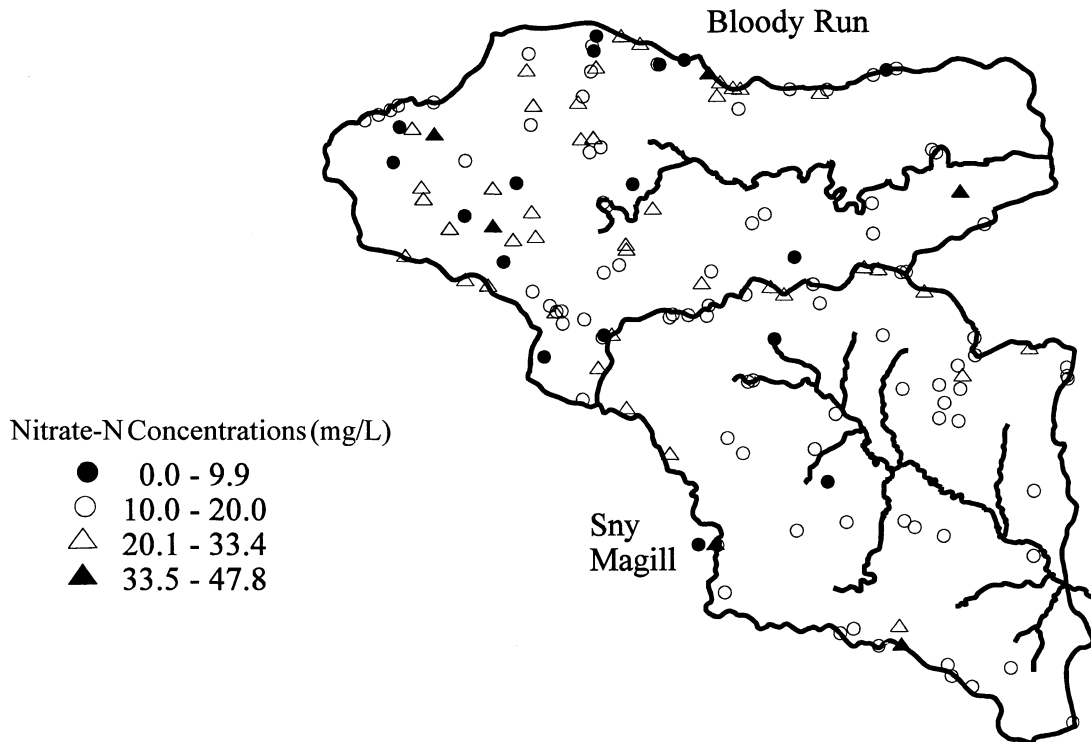 Bloody Run
Nitrate-N Concentrations (mg/L)
0.0 - 9.9
10.0 - 20.0
20.1 - 33.4
33.5 - 47.8
Sny
Magill